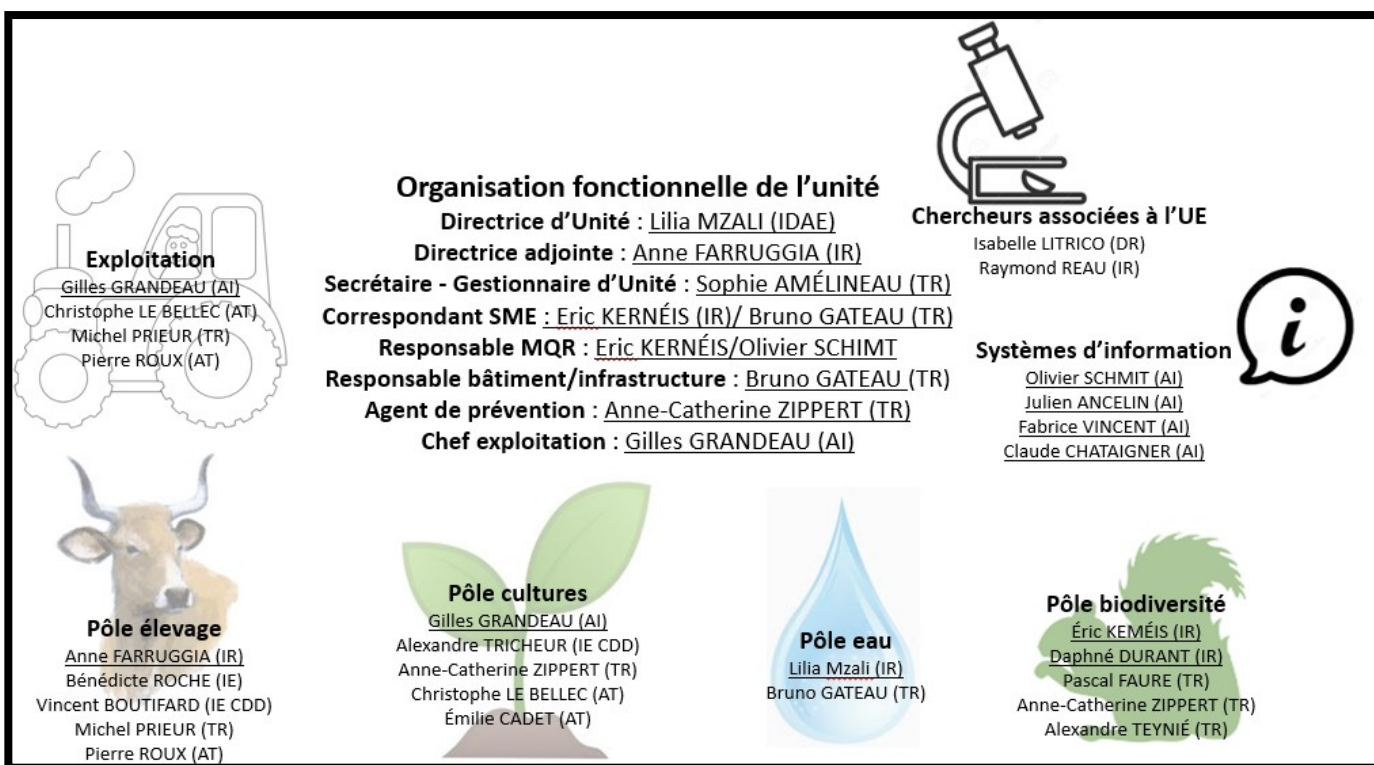 Organisation fonctionnelle de l'unité
Directrice d'Unité : Lilia MZALI (IDAE)
Directrice adjointe : Anne FARRUGGIA (IR)
Secrétaire - Gestionnaire d'Unité : Sophie AMÉLINEAU (TR)
Correspondant SME : Eric KERNÉIS (IR)/ Bruno GATEAU (TR)
Responsable MQR : Eric KERNÉIS/Olivier SCHIMT
Responsable bâtiment/infrastructure : Bruno GATEAU (TR)
Agent de prévention : Anne-Catherine ZIPPERT (TR)
Chef exploitation : Gilles GRANDEAU (AI)
Chercheurs associées à l'UE
Isabelle LITRICO (DR)
Raymond REAU (IR)
Exploitation
Gilles GRANDEAU (AI)
Christophe LE BELLEC (AT)
Michel PRIEUR (TR)
Pierre ROUX (AT)
i
Systèmes d'information
Olivier SCHMIT (AI)
Julien ANCELIN (AI)
Fabrice VINCENT (AI)
Claude CHATAIGNER (AI)
Pôle élevage
Anne FARRUGGIA (IR)
Bénédicte ROCHE (IE)
Vincent BOUTIFARD (IE CDD)
Michel PRIEUR (TR)
Pierre ROUX (AT)
Pôle cultures
Gilles GRANDEAU (AI)
Alexandre TRICHEUR (IE CDD)
Anne-Catherine ZIPPERT (TR)
Christophe LE BELLEC (AT)
Émilie CADET (AT)
Pôle eau
Lilia Mzali (IR)
Bruno GATEAU (TR)
Pôle biodiversité
Éric KEMÉIS (IR)
Daphné DURANT (IR)
Pascal FAURE (TR)
Anne-Catherine ZIPPERT (TR)
Alexandre TEYNIÉ (TR)